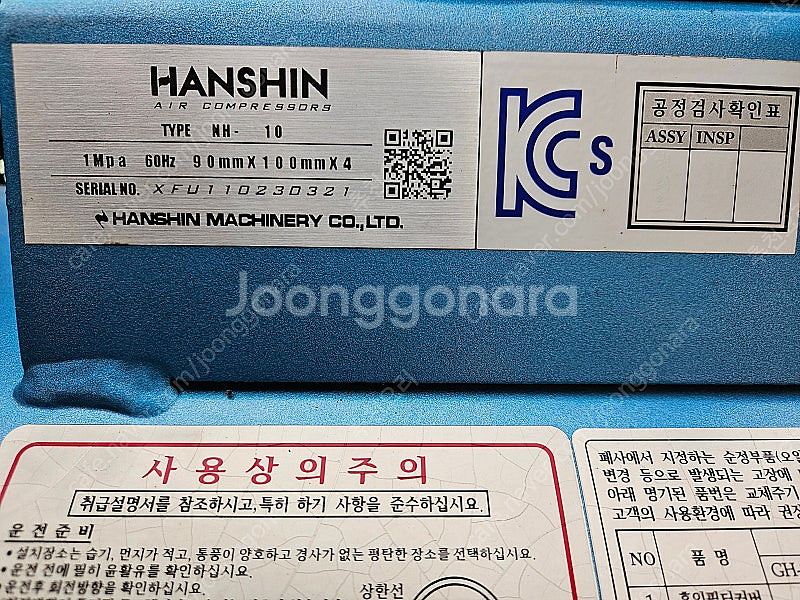 HANSHIN
AIR COMPRESSORS
TYPE NH- 10
1Mpa 60Hz 90mmX100mmX4
SERIAL NO. XFU110230321
HANSHIN MACHINERY CO.,LTD.
KC s
공정검사확인표
ASSY INSP
Joonggonara
사용상의주의
취급설명서를 참조하시고,특히 하기 사항을 준수하십시요.
운전준비
• 설치장소는 습기, 먼지가 적고, 통풍이 양호하고 경사가 없는 평탄한 장소를 선택하십시요.
• 운전 전에 필히 윤활유를 확인하십시요.
• 운전후 회전방향을 확인하십시요.
상한선
폐사에서 지정하는 순정부품(오일
변경 등으로 발생되는 고장에
아래 명기된 품번은 교체주기
고객의 사용환경에 따라 권장
NO 품 명
GH-
1 흡입필터커버